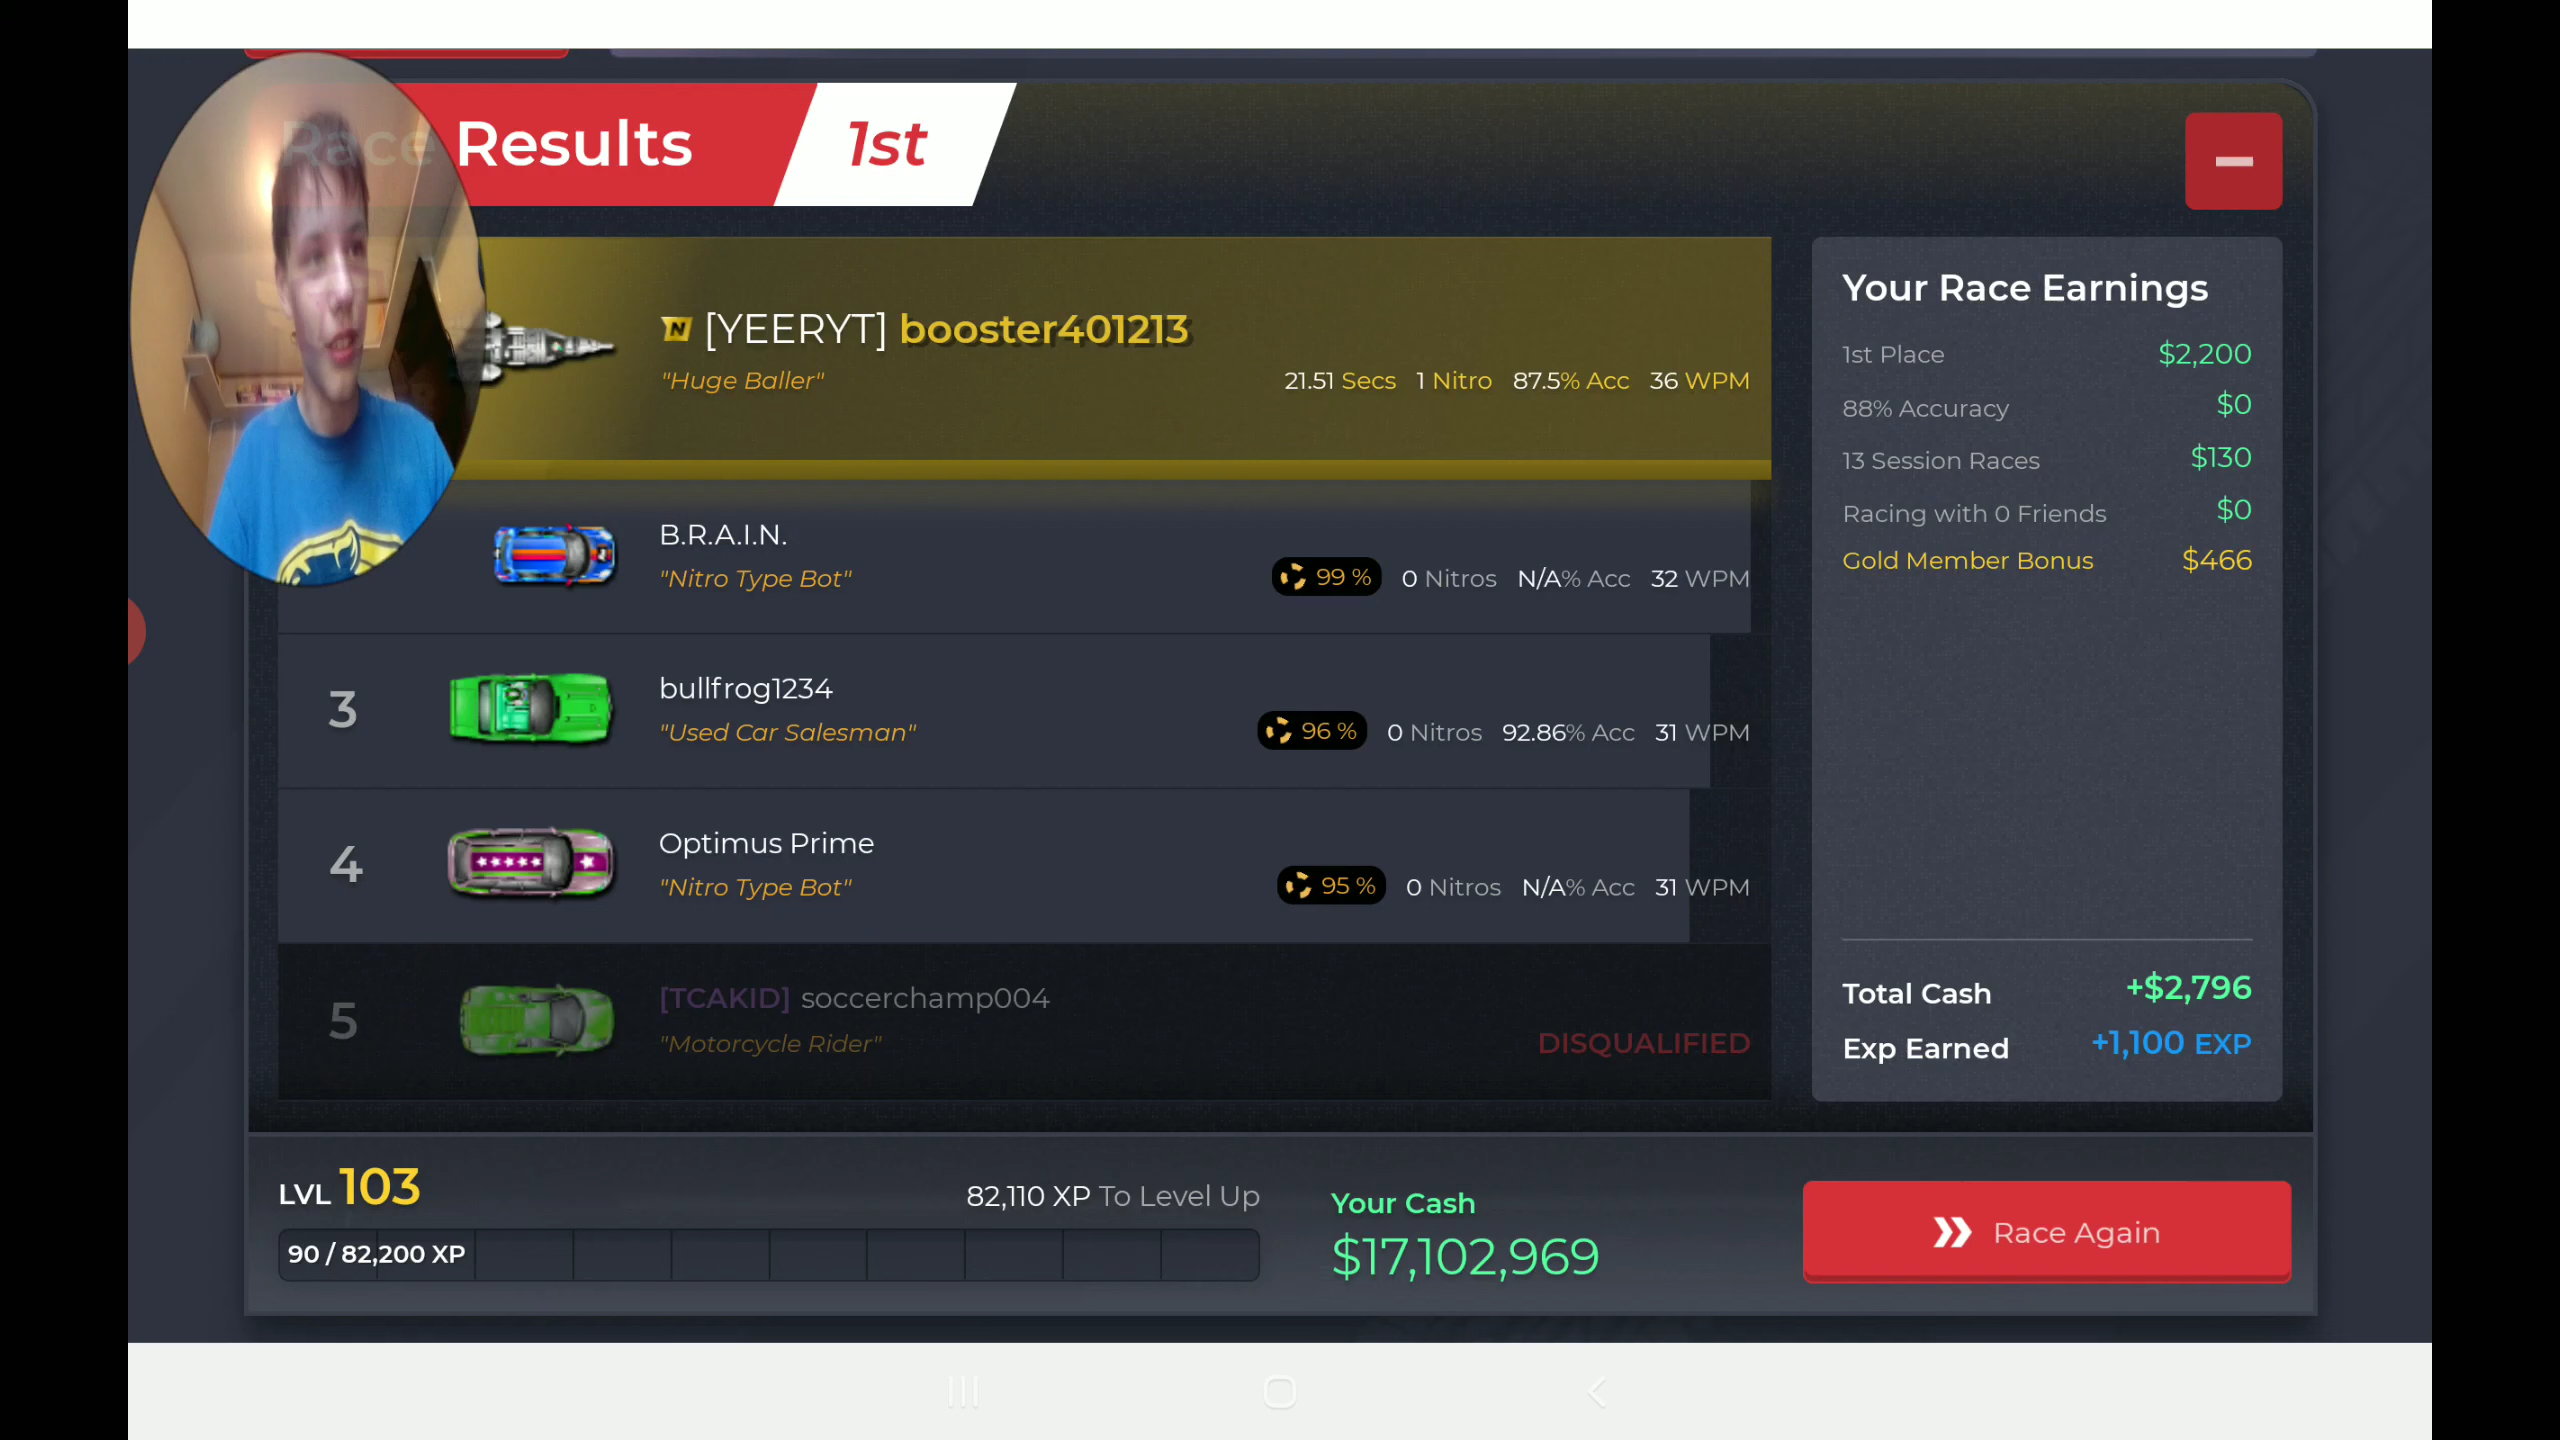 Race Results
1st
N [YEERYT] booster401213
"Huge Baller"
21.51 Secs 1 Nitro 87.5% Acc 36 WPM
B.R.A.I.N.
"Nitro Type Bot"
99 % 0 Nitros N/A% Acc 32 WPM
3
bullfrog1234
"Used Car Salesman"
96 % 0 Nitros 92.86% Acc 31 WPM
4
Optimus Prime
"Nitro Type Bot"
95 % 0 Nitros N/A% Acc 31 WPM
5
[TCAKID] soccerchamp004
"Motorcycle Rider"
DISQUALIFIED
Your Race Earnings
1st Place $2,200
88% Accuracy $0
13 Session Races $130
Racing with 0 Friends $0
Gold Member Bonus $466
Total Cash +$2,796
Exp Earned +1,100 EXP
LVL 103
82,110 XP To Level Up
90 / 82,200 XP
Your Cash
$17,102,969
Race Again